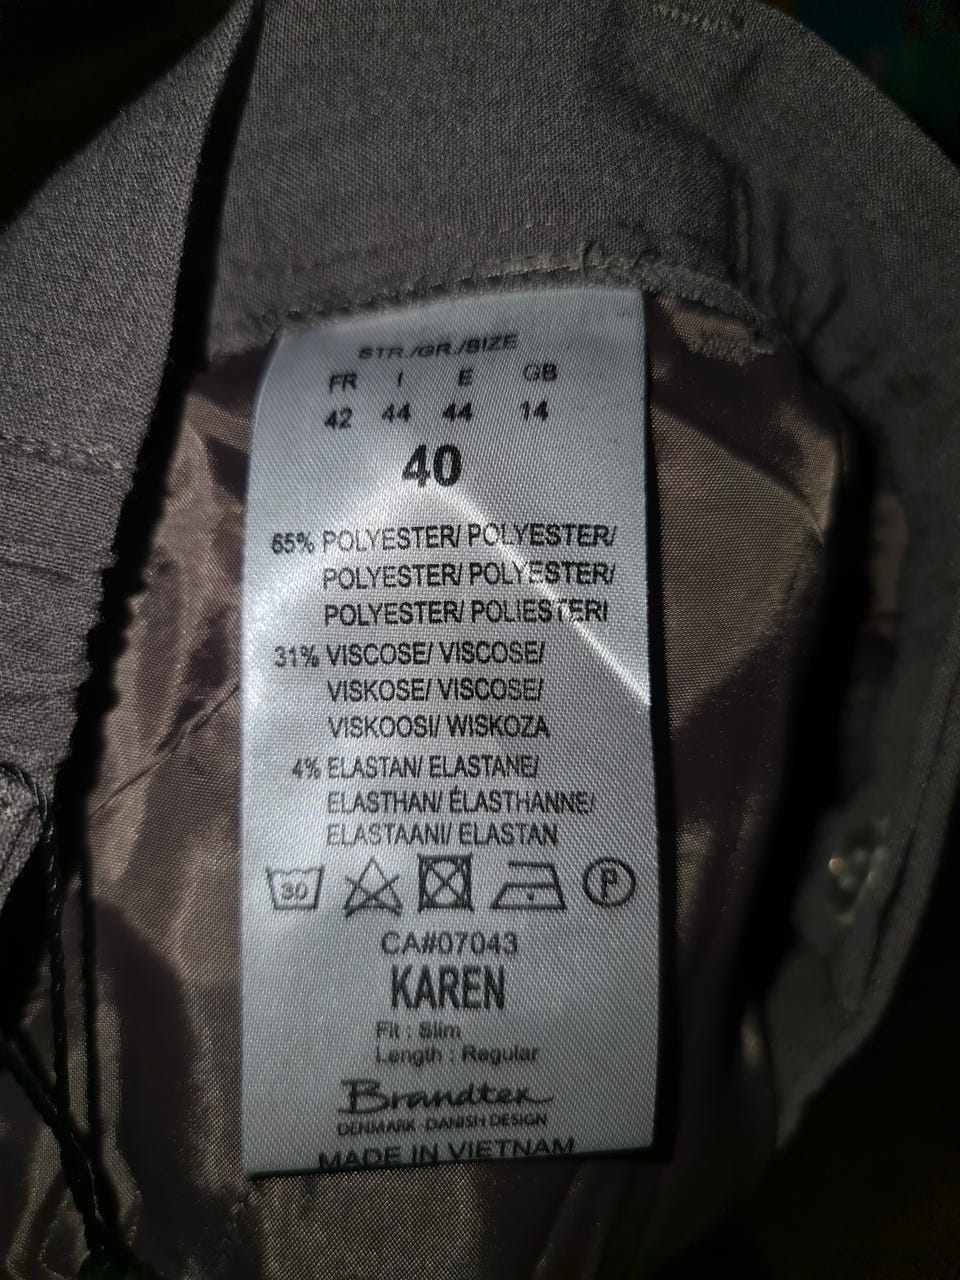 STR./GR./SIZE
FR I E GB
42 44 44 14
40
65% POLYESTER/ POLYESTER/
POLYESTER/ POLYESTER/
POLYESTER/ POLIESTER/
31% VISCOSE/ VISCOSE/
VISKOSE/ VISCOSE/
VISKOOSI/ WISKOZA
4% ELASTAN/ ELASTANE/
ELASTHAN/ ÉLASTHANNE/
ELASTAANI/ ELASTAN
30 P
CA#07043
KAREN
Fit : Slim
Length : Regular
Brandtex
DENMARK · DANISH DESIGN
MADE IN VIETNAM